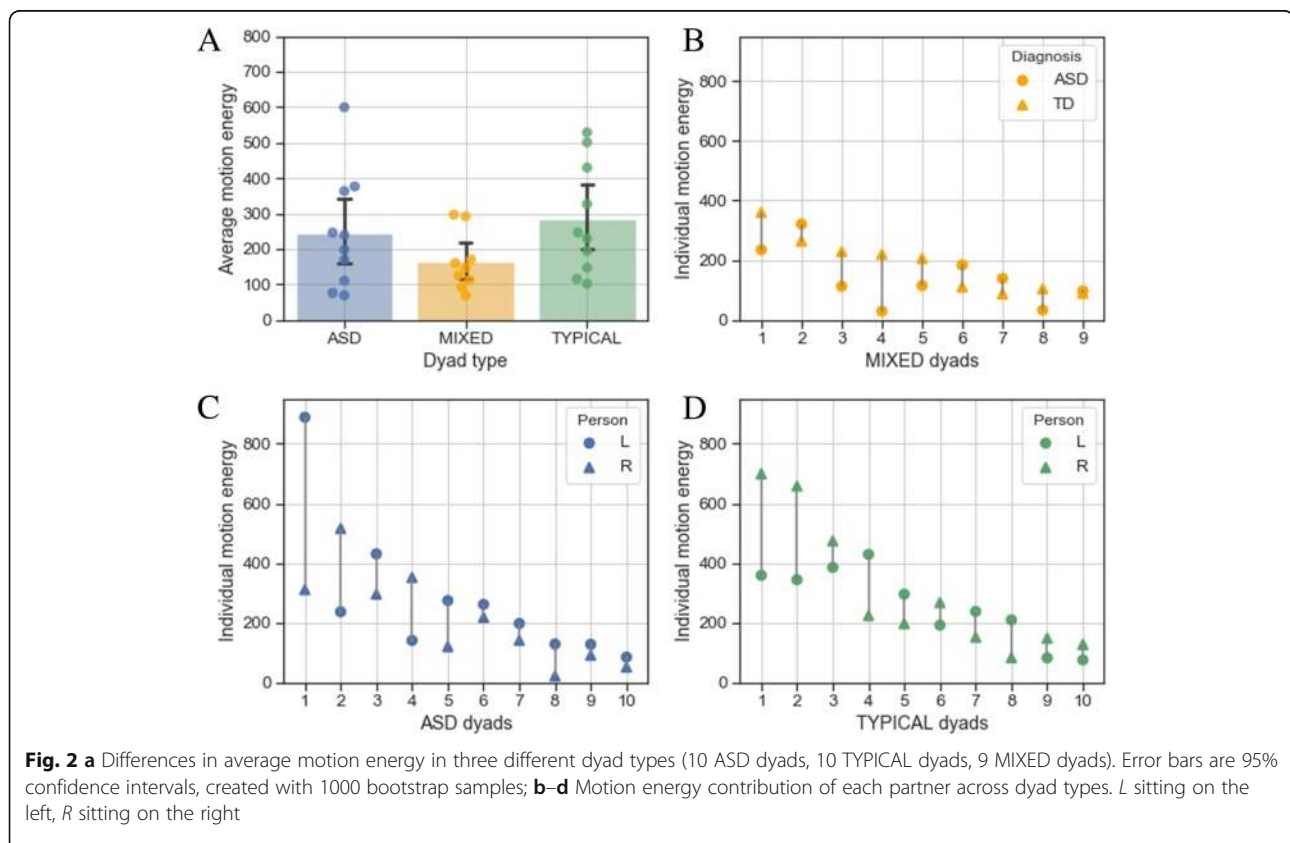 A
800
700
600
500
400
300
200
100
0
Average motion energy
ASD MIXED TYPICAL
Dyad type
B
800
600
400
200
0
Individual motion energy
Diagnosis
ASD
TD
1 2 3 4 5 6 7 8 9
MIXED dyads
C
800
600
400
200
0
Individual motion energy
Person
L
R
1 2 3 4 5 6 7 8 9 10
ASD dyads
D
800
600
400
200
0
Individual motion energy
Person
L
R
1 2 3 4 5 6 7 8 9 10
TYPICAL dyads
Fig. 2 a Differences in average motion energy in three different dyad types (10 ASD dyads, 10 TYPICAL dyads, 9 MIXED dyads). Error bars are 95%
confidence intervals, created with 1000 bootstrap samples; b–d Motion energy contribution of each partner across dyad types. L sitting on the
left, R sitting on the right